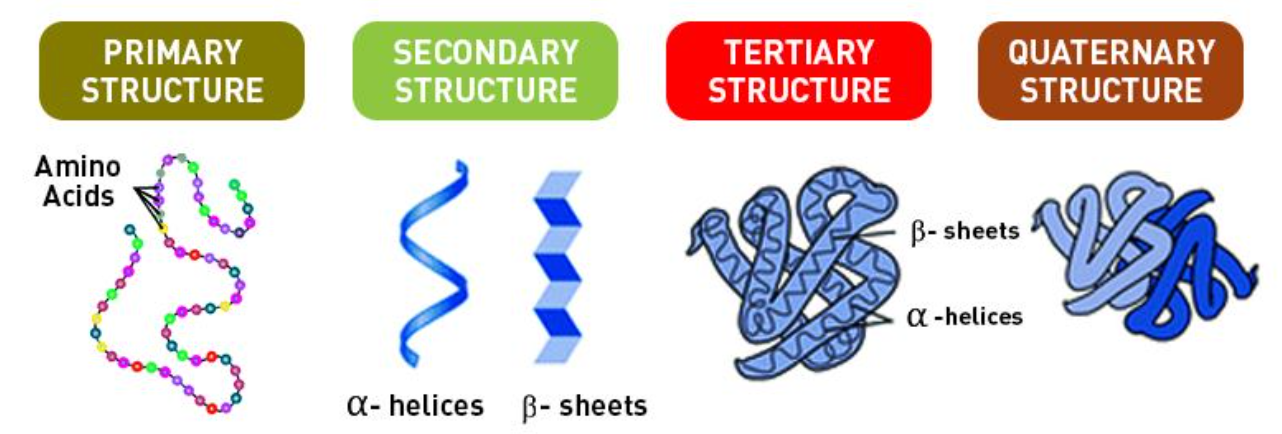 PRIMARY
STRUCTURE
SECONDARY
STRUCTURE
TERTIARY
STRUCTURE
QUATERNARY
STRUCTURE
Amino
Acids
α- helices
β- sheets
β- sheets
α -helices